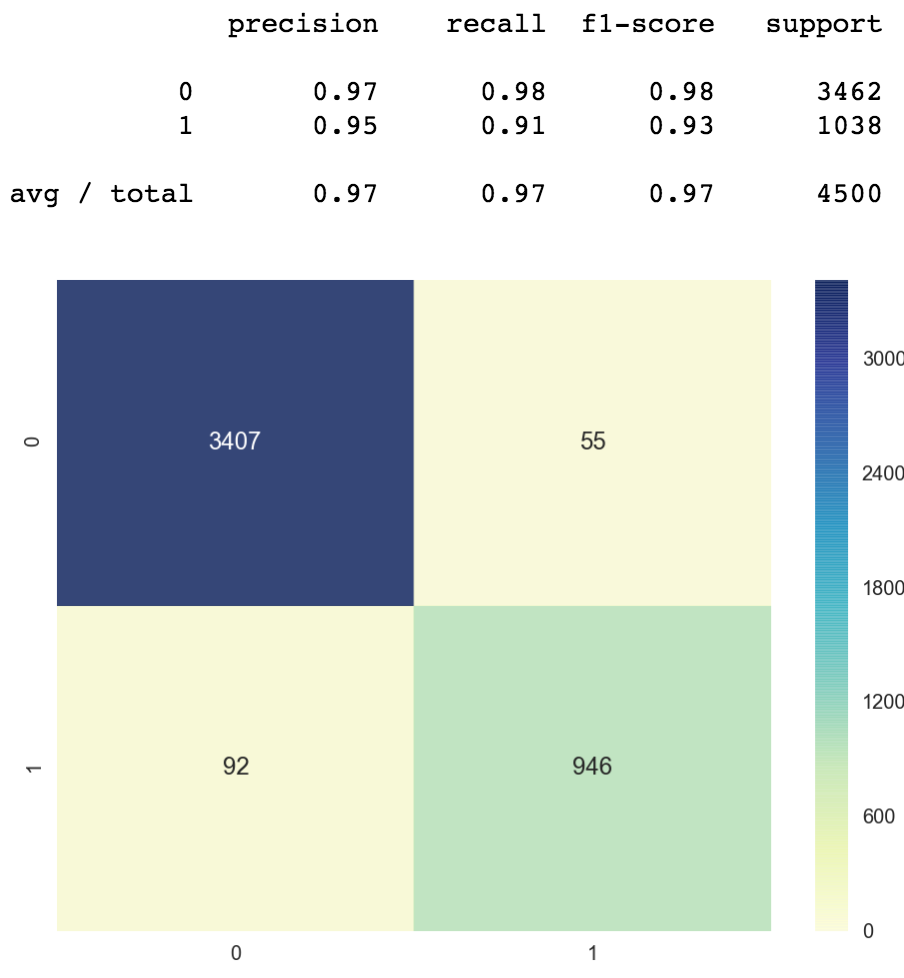 precision recall f1-score support
0 0.97 0.98 0.98 3462
1 0.95 0.91 0.93 1038
avg / total 0.97 0.97 0.97 4500
3000
0 3407 55
2400
1800
1200
1 92 946
600
0
0 1